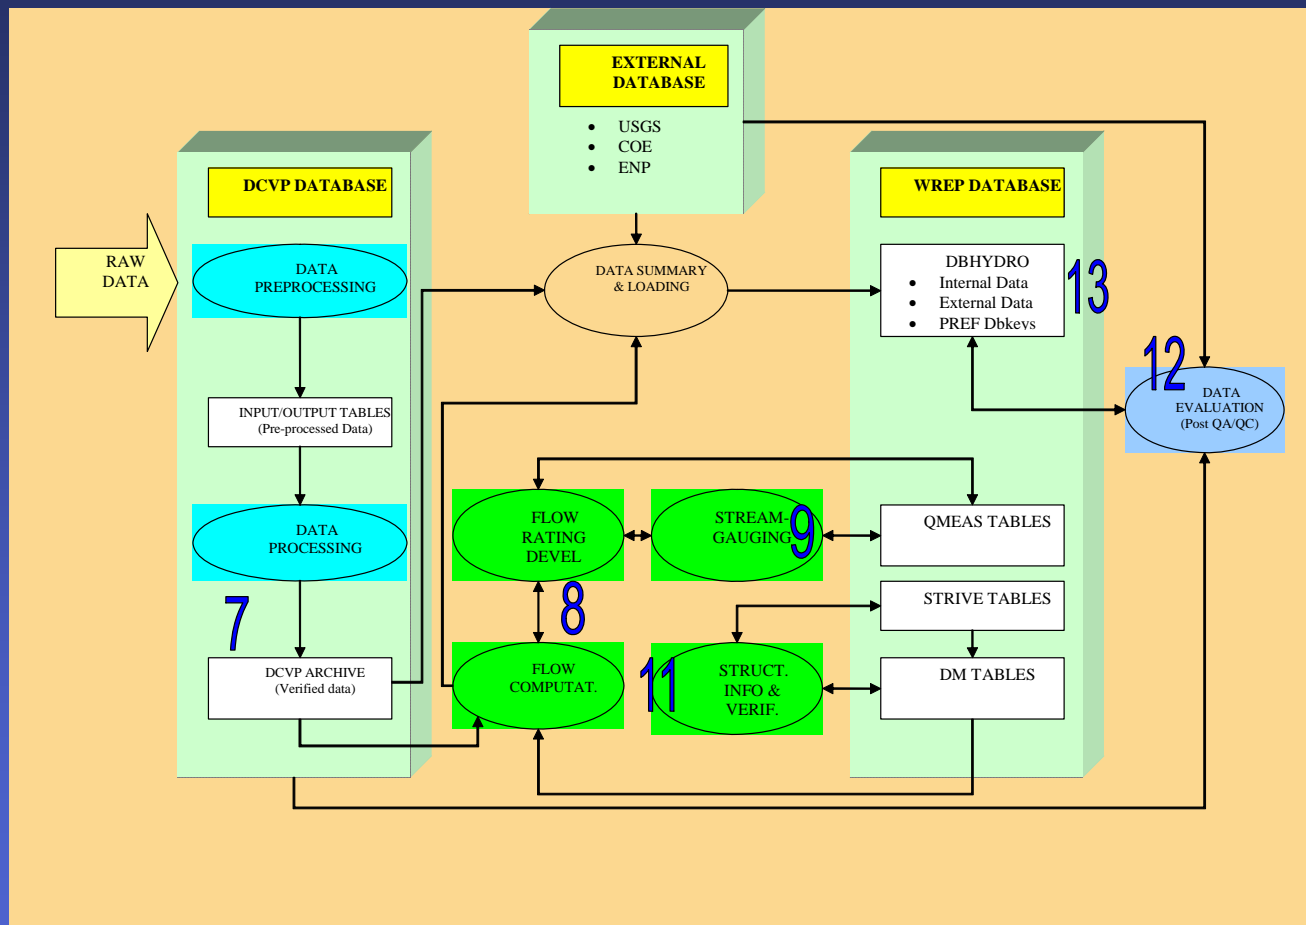 EXTERNAL
DATABASE
• USGS
• COE
• ENP
DCVP DATABASE
WREP DATABASE
RAW
DATA
DATA
PREPROCESSING
DATA SUMMARY
& LOADING
DBHYDRO
• Internal Data
• External Data
• PREF Dbkeys
13
12
DATA
EVALUATION
(Post QA/QC)
INPUT/OUTPUT TABLES
(Pre-processed Data)
DATA
PROCESSING
FLOW
RATING
DEVEL
STREAM-
GAUGING
9
QMEAS TABLES
7
8
STRIVE TABLES
DCVP ARCHIVE
(Verified data)
FLOW
COMPUTAT.
11
STRUCT.
INFO &
VERIF.
DM TABLES